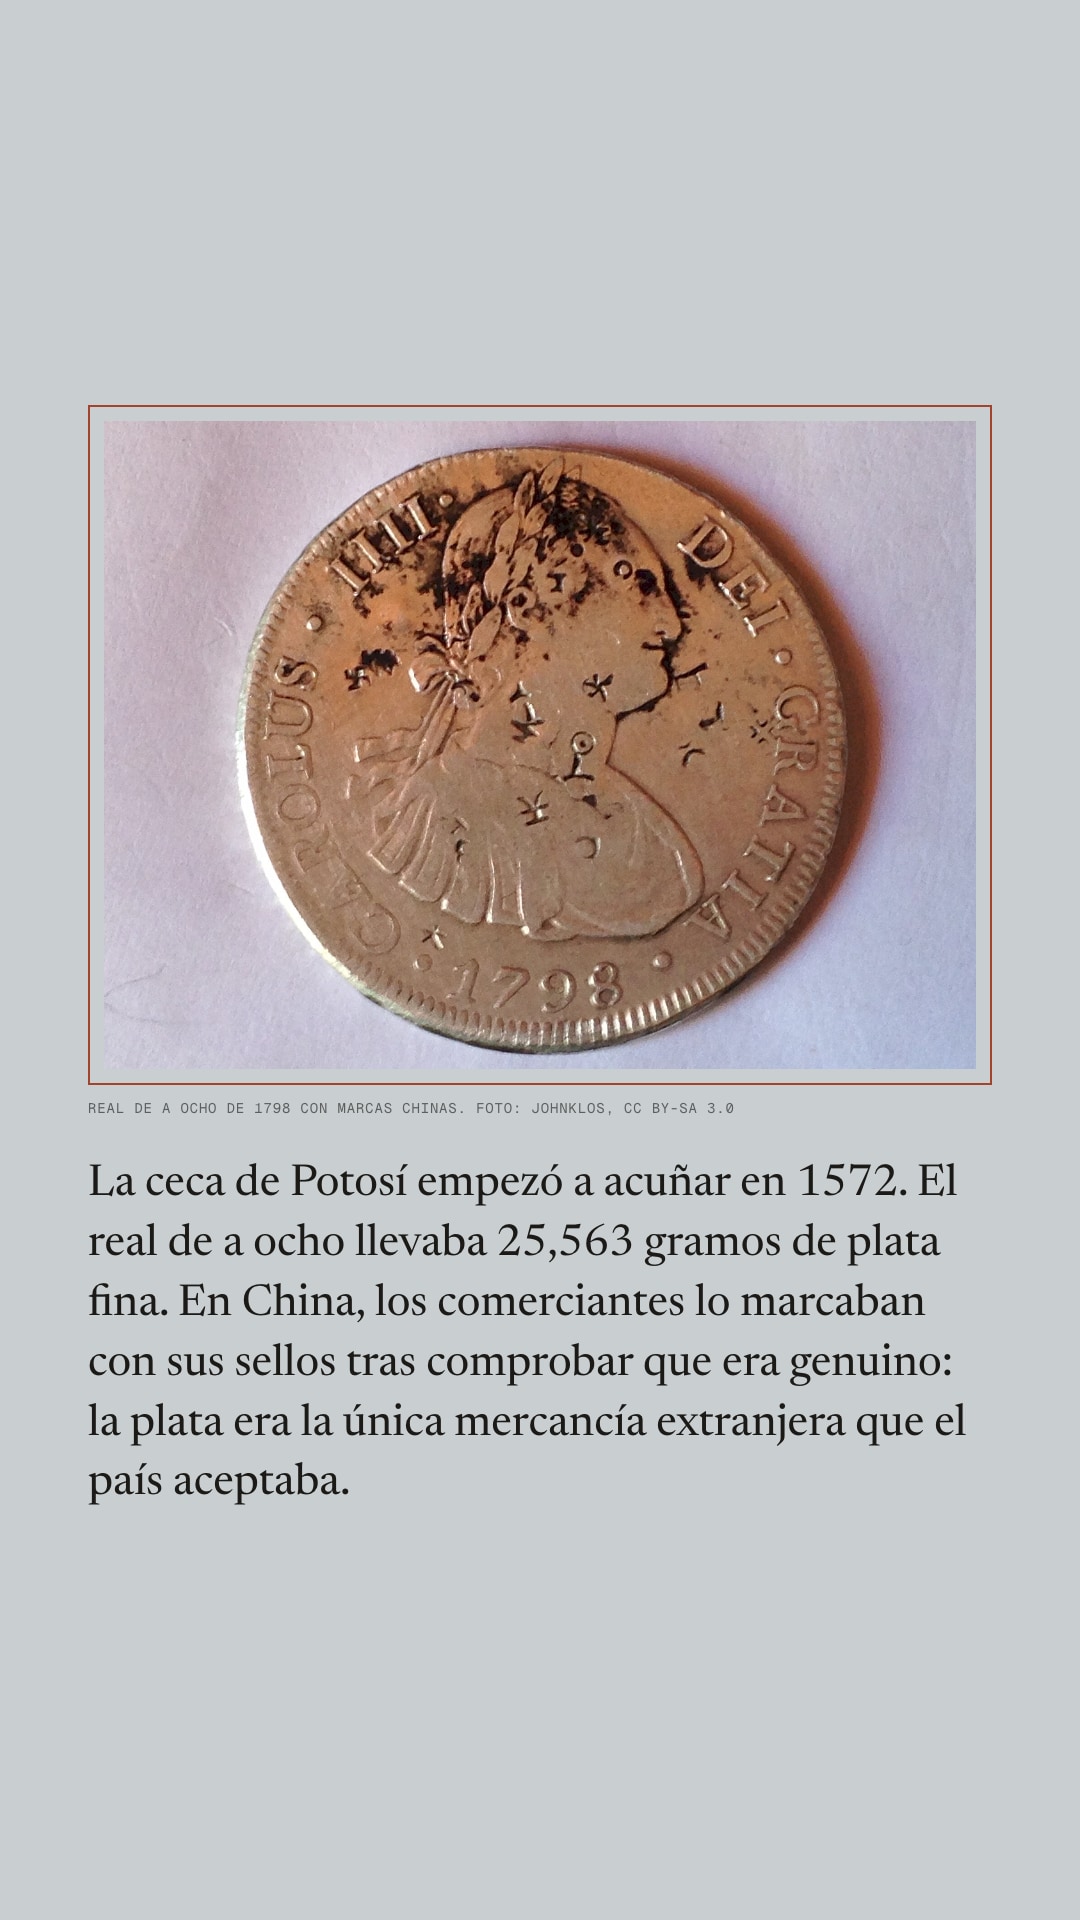 CAROLUS · IIII · DEI · GRATIA
· 1798 ·
REAL DE A OCHO DE 1798 CON MARCAS CHINAS. FOTO: JOHNKLOS, CC BY-SA 3.0
La ceca de Potosí empezó a acuñar en 1572. El
real de a ocho llevaba 25,563 gramos de plata
fina. En China, los comerciantes lo marcaban
con sus sellos tras comprobar que era genuino:
la plata era la única mercancía extranjera que el
país aceptaba.